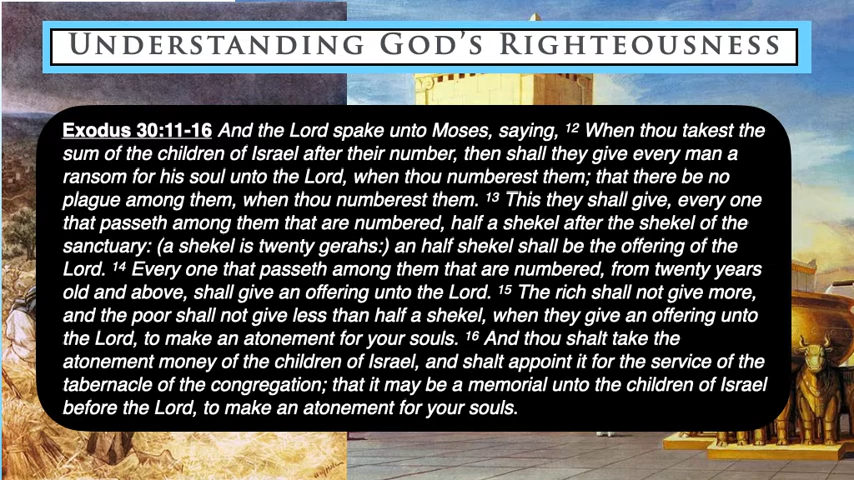 UNDERSTANDING GOD'S RIGHTEOUSNESS
Exodus 30:11-16 And the Lord spake unto Moses, saying, 12 When thou takest the
sum of the children of Israel after their number, then shall they give every man a
ransom for his soul unto the Lord, when thou numberest them; that there be no
plague among them, when thou numberest them. 13 This they shall give, every one
that passeth among them that are numbered, half a shekel after the shekel of the
sanctuary: (a shekel is twenty gerahs:) an half shekel shall be the offering of the
Lord. 14 Every one that passeth among them that are numbered, from twenty years
old and above, shall give an offering unto the Lord. 15 The rich shall not give more,
and the poor shall not give less than half a shekel, when they give an offering unto
the Lord, to make an atonement for your souls. 16 And thou shalt take the
atonement money of the children of Israel, and shalt appoint it for the service of the
tabernacle of the congregation; that it may be a memorial unto the children of Israel
before the Lord, to make an atonement for your souls.